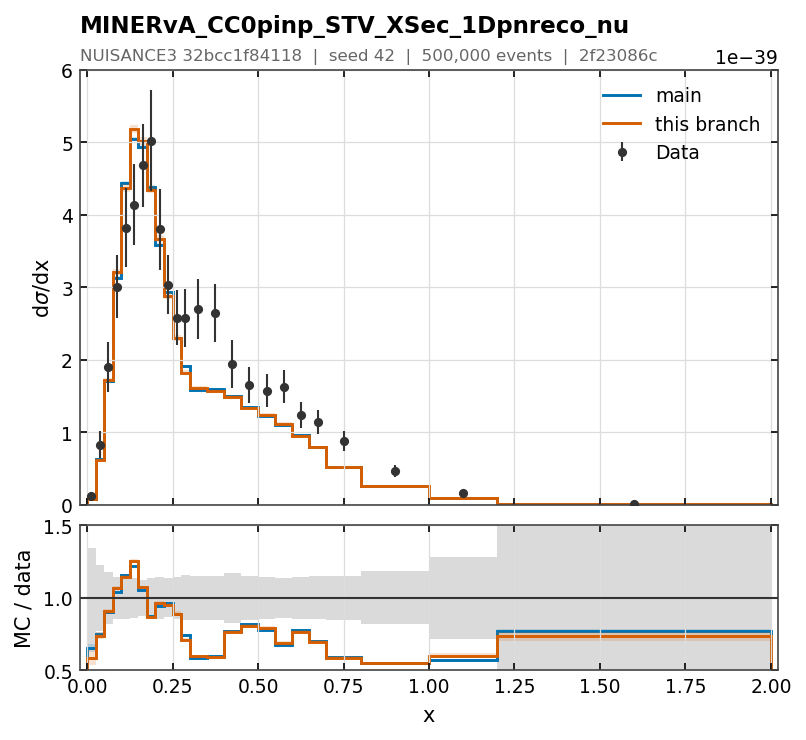 MINERvA_CC0pinp_STV_XSec_1Dpnreco_nu
NUISANCE3 32bcc1f84118 | seed 42 | 500,000 events | 2f23086c
1e−39
main
this branch
Data
dσ/dx
6
5
4
3
2
1
0
MC / data
1.5
1.0
0.5
0.00 0.25 0.50 0.75 1.00 1.25 1.50 1.75 2.00
x